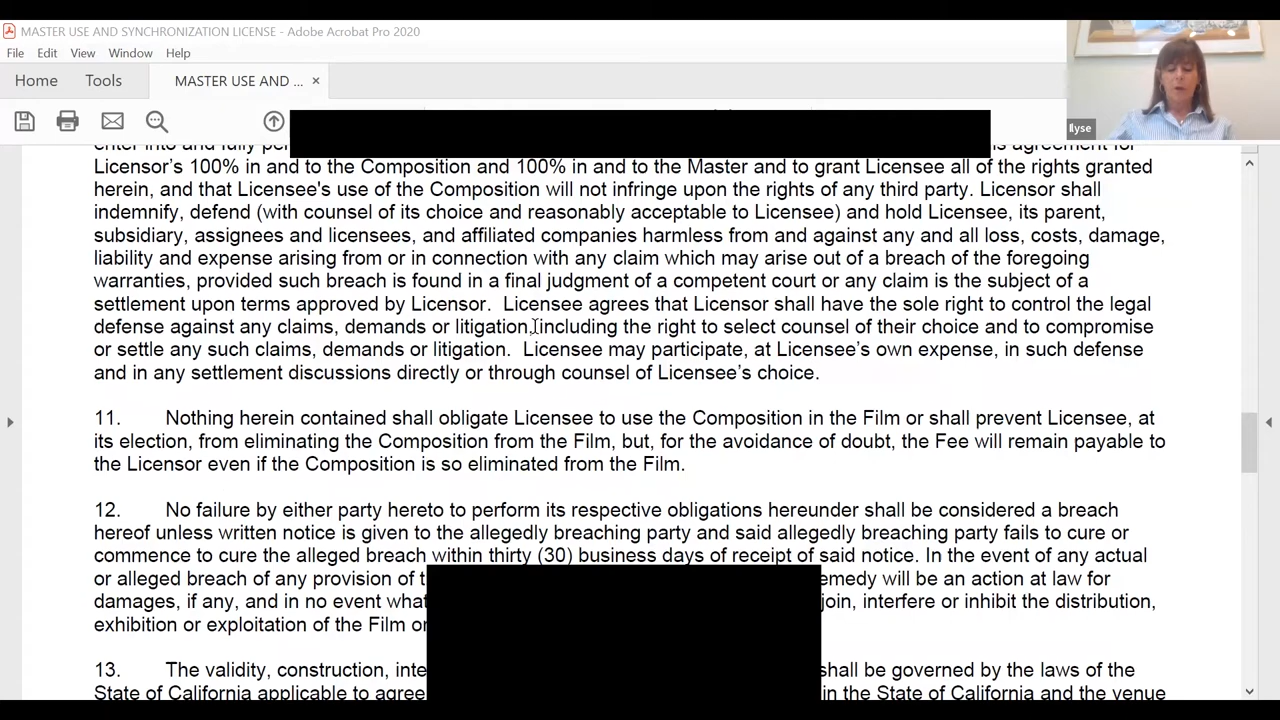 MASTER USE AND SYNCHRONIZATION LICENSE - Adobe Acrobat Pro 2020
File Edit View Window Help
Home Tools MASTER USE AND ... ×
Ilyse
enter into and fully per is agreement for
Licensor's 100% in and to the Composition and 100% in and to the Master and to grant Licensee all of the rights granted
herein, and that Licensee's use of the Composition will not infringe upon the rights of any third party. Licensor shall
indemnify, defend (with counsel of its choice and reasonably acceptable to Licensee) and hold Licensee, its parent,
subsidiary, assignees and licensees, and affiliated companies harmless from and against any and all loss, costs, damage,
liability and expense arising from or in connection with any claim which may arise out of a breach of the foregoing
warranties, provided such breach is found in a final judgment of a competent court or any claim is the subject of a
settlement upon terms approved by Licensor. Licensee agrees that Licensor shall have the sole right to control the legal
defense against any claims, demands or litigation, including the right to select counsel of their choice and to compromise
or settle any such claims, demands or litigation. Licensee may participate, at Licensee's own expense, in such defense
and in any settlement discussions directly or through counsel of Licensee's choice.
11. Nothing herein contained shall obligate Licensee to use the Composition in the Film or shall prevent Licensee, at
its election, from eliminating the Composition from the Film, but, for the avoidance of doubt, the Fee will remain payable to
the Licensor even if the Composition is so eliminated from the Film.
12. No failure by either party hereto to perform its respective obligations hereunder shall be considered a breach
hereof unless written notice is given to the allegedly breaching party and said allegedly breaching party fails to cure or
commence to cure the alleged breach within thirty (30) business days of receipt of said notice. In the event of any actual
or alleged breach of any provision of t emedy will be an action at law for
damages, if any, and in no event what join, interfere or inhibit the distribution,
exhibition or exploitation of the Film or
13. The validity, construction, inte shall be governed by the laws of the
State of California applicable to agree in the State of California and the venue